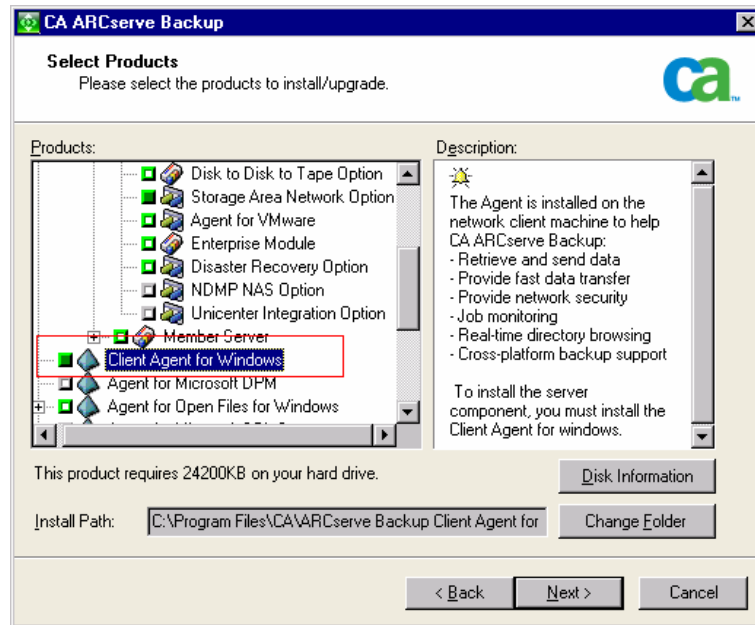 CA ARCserve Backup
Select Products
Please select the products to install/upgrade.
ca
TM
Products:
Disk to Disk to Tape Option
Storage Area Network Option
Agent for VMware
Enterprise Module
Disaster Recovery Option
NDMP NAS Option
Unicenter Integration Option
Member Server
Client Agent for Windows
Agent for Microsoft DPM
Agent for Open Files for Windows
Description:
The Agent is installed on the
network client machine to help
CA ARCserve Backup:
- Retrieve and send data
- Provide fast data transfer
- Provide network security
- Job monitoring
- Real-time directory browsing
- Cross-platform backup support
To install the server
component, you must install the
Client Agent for windows.
This product requires 24200KB on your hard drive.
Disk Information
Install Path:
C:\Program Files\CA\ARCserve Backup Client Agent for
Change Folder
< Back
Next >
Cancel